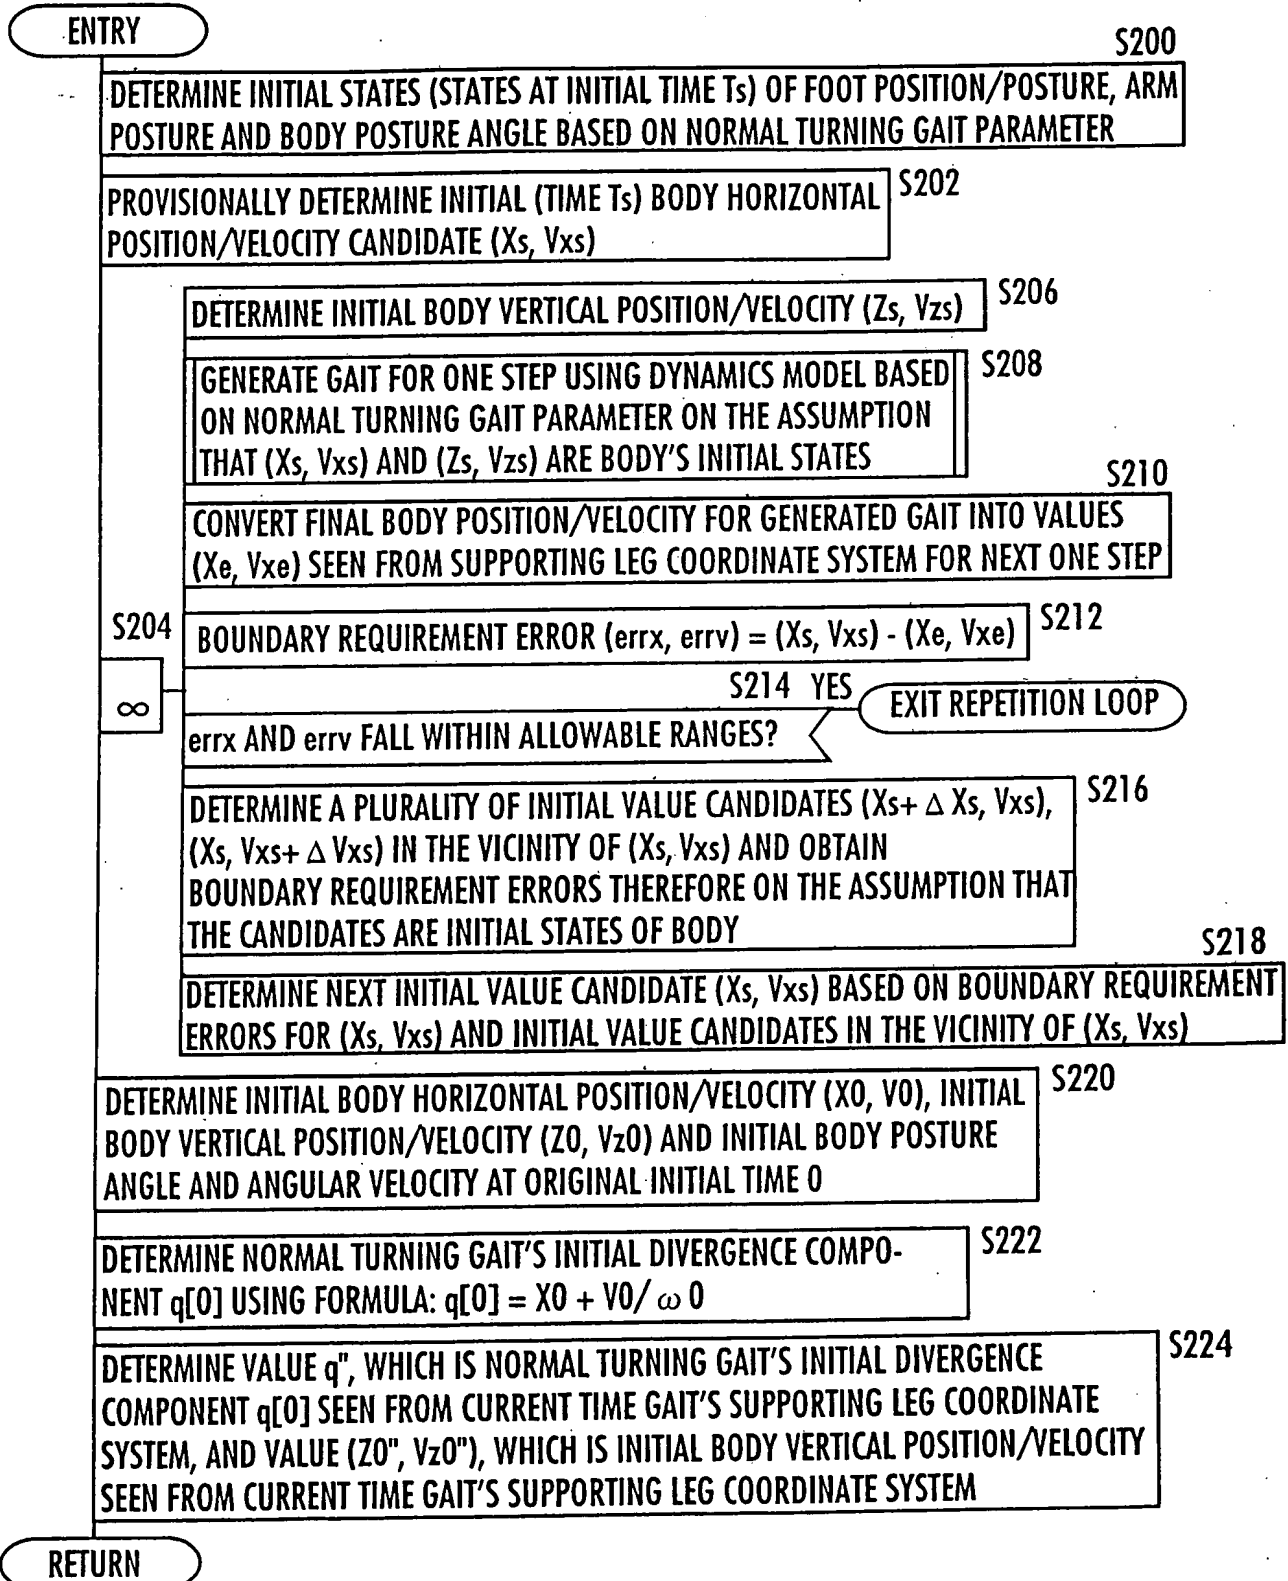 ENTRY
S200
DETERMINE INITIAL STATES (STATES AT INITIAL TIME Ts) OF FOOT POSITION/POSTURE, ARM
POSTURE AND BODY POSTURE ANGLE BASED ON NORMAL TURNING GAIT PARAMETER
S202
PROVISIONALLY DETERMINE INITIAL (TIME Ts) BODY HORIZONTAL
POSITION/VELOCITY CANDIDATE (Xs, Vxs)
DETERMINE INITIAL BODY VERTICAL POSITION/VELOCITY (Zs, Vzs)
S206
GENERATE GAIT FOR ONE STEP USING DYNAMICS MODEL BASED
ON NORMAL TURNING GAIT PARAMETER ON THE ASSUMPTION
THAT (Xs, Vxs) AND (Zs, Vzs) ARE BODY'S INITIAL STATES
S208
S210
CONVERT FINAL BODY POSITION/VELOCITY FOR GENERATED GAIT INTO VALUES
(Xe, Vxe) SEEN FROM SUPPORTING LEG COORDINATE SYSTEM FOR NEXT ONE STEP
S204
∞
BOUNDARY REQUIREMENT ERROR (errx, errv) = (Xs, Vxs) - (Xe, Vxe)
S212
S214 YES
EXIT REPETITION LOOP
errx AND errv FALL WITHIN ALLOWABLE RANGES?
DETERMINE A PLURALITY OF INITIAL VALUE CANDIDATES (Xs+ Δ Xs, Vxs),
(Xs, Vxs+ Δ Vxs) IN THE VICINITY OF (Xs, Vxs) AND OBTAIN
BOUNDARY REQUIREMENT ERRORS THEREFORE ON THE ASSUMPTION THAT
THE CANDIDATES ARE INITIAL STATES OF BODY
S216
S218
DETERMINE NEXT INITIAL VALUE CANDIDATE (Xs, Vxs) BASED ON BOUNDARY REQUIREMENT
ERRORS FOR (Xs, Vxs) AND INITIAL VALUE CANDIDATES IN THE VICINITY OF (Xs, Vxs)
S220
DETERMINE INITIAL BODY HORIZONTAL POSITION/VELOCITY (X0, V0), INITIAL
BODY VERTICAL POSITION/VELOCITY (Z0, Vz0) AND INITIAL BODY POSTURE
ANGLE AND ANGULAR VELOCITY AT ORIGINAL INITIAL TIME 0
S222
DETERMINE NORMAL TURNING GAIT'S INITIAL DIVERGENCE COMPO-
NENT q[0] USING FORMULA: q[0] = X0 + V0/ ω 0
S224
DETERMINE VALUE q", WHICH IS NORMAL TURNING GAIT'S INITIAL DIVERGENCE
COMPONENT q[0] SEEN FROM CURRENT TIME GAIT'S SUPPORTING LEG COORDINATE
SYSTEM, AND VALUE (Z0", Vz0"), WHICH IS INITIAL BODY VERTICAL POSITION/VELOCITY
SEEN FROM CURRENT TIME GAIT'S SUPPORTING LEG COORDINATE SYSTEM
RETURN